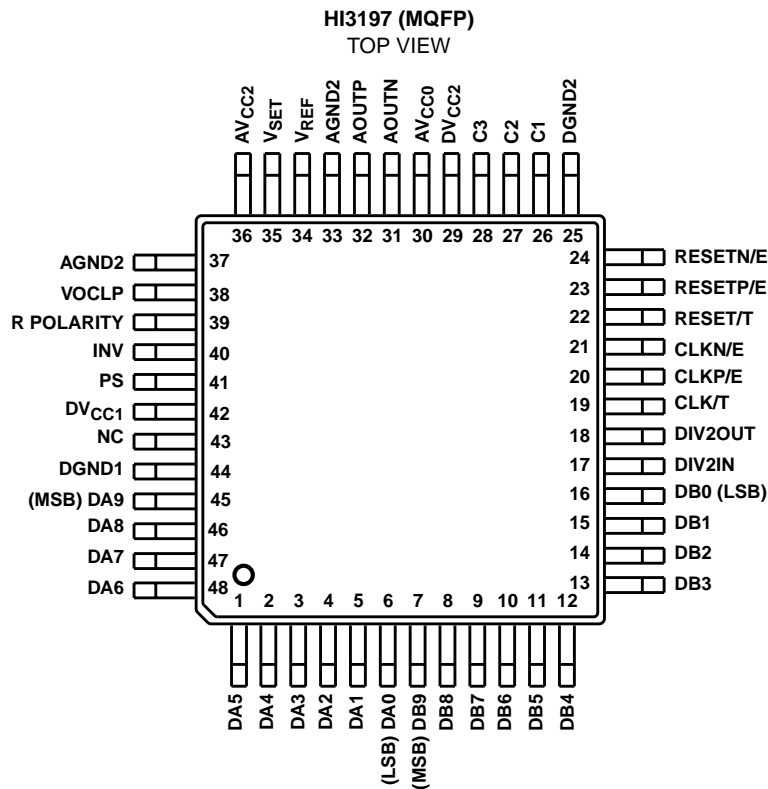 HI3197 (MQFP)
TOP VIEW
AVCC2
VSET
VREF
AGND2
AOUTP
AOUTN
AVCC0
DVCC2
C3
C2
C1
DGND2
36 35 34 33 32 31 30 29 28 27 26 25
AGND2 37
VOCLP 38
R POLARITY 39
INV 40
PS 41
DVCC1 42
NC 43
DGND1 44
(MSB) DA9 45
DA8 46
DA7 47
DA6 48
24 RESETN/E
23 RESETP/E
22 RESET/T
21 CLKN/E
20 CLKP/E
19 CLK/T
18 DIV2OUT
17 DIV2IN
16 DB0 (LSB)
15 DB1
14 DB2
13 DB3
1 2 3 4 5 6 7 8 9 10 11 12
DA5
DA4
DA3
DA2
DA1
(LSB) DA0
(MSB) DB9
DB8
DB7
DB6
DB5
DB4